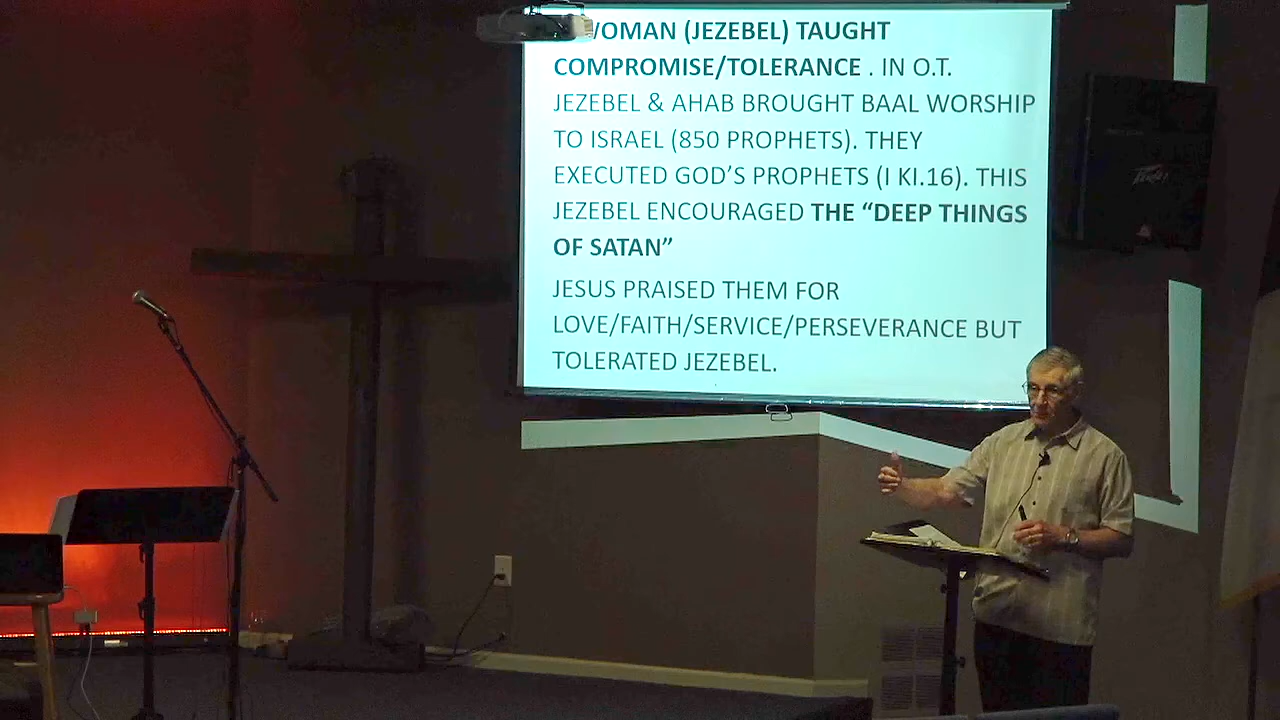 WOMAN (JEZEBEL) TAUGHT
COMPROMISE/TOLERANCE . IN O.T.
JEZEBEL & AHAB BROUGHT BAAL WORSHIP
TO ISRAEL (850 PROPHETS). THEY
EXECUTED GOD'S PROPHETS (I KI.16). THIS
JEZEBEL ENCOURAGED THE “DEEP THINGS
OF SATAN”
JESUS PRAISED THEM FOR
LOVE/FAITH/SERVICE/PERSEVERANCE BUT
TOLERATED JEZEBEL.